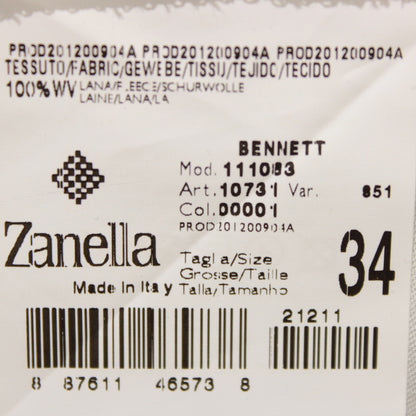 PROD201200904A PROD201200904A PROD201200904A
TESSUTO/FABRIC/GEWEBE/TISSU/TEJIDO/TECIDO
100% WV LANA/FLEECE/SCHURWOLLE
LAINE/LANA/LA
BENNETT
Mod. 111083
Art. 10731 Var. 851
Col. 00001
PROD201200904A
Zanella
Made in Italy
Taglia/Size
Grosse/Taille
Talla/Tamanho
34
21211
8 87611 46573 8